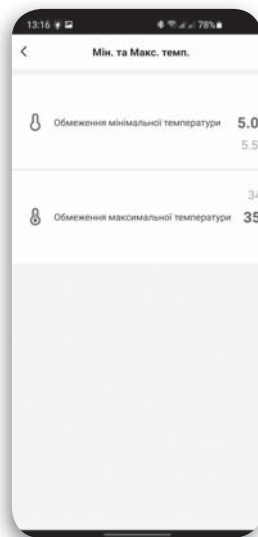 13:16 78%
Мін. та Макс. темп.
Обмеження мінімальної температури 5.0
5.5
34
Обмеження максимальної температури 35